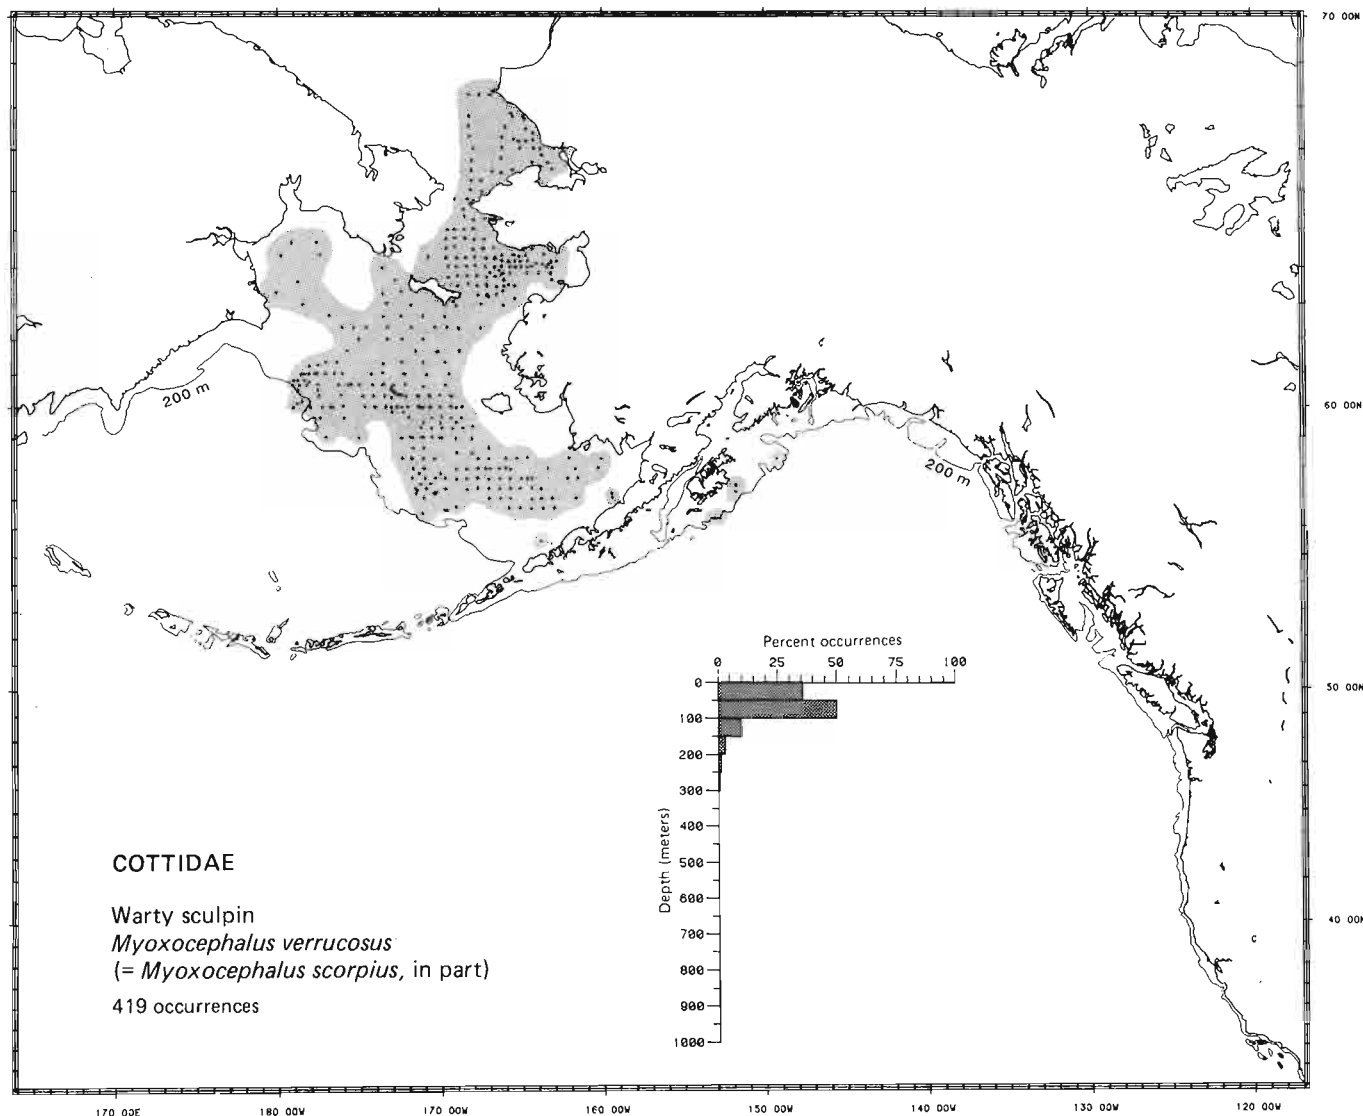 70 00N
200 m
60 00N
200 m
Percent occurrences
0 25 50 75 100
50 00N
0
100
200
300
400
500
600
700
800
900
1000
Depth (meters)
40 00N
COTTIDAE
Warty sculpin
Myoxocephalus verrucosus
(= Myoxocephalus scorpius, in part)
419 occurrences
170 00E 180 00W 170 00W 160 00W 150 00W 140 00W 130 00W 120 00W